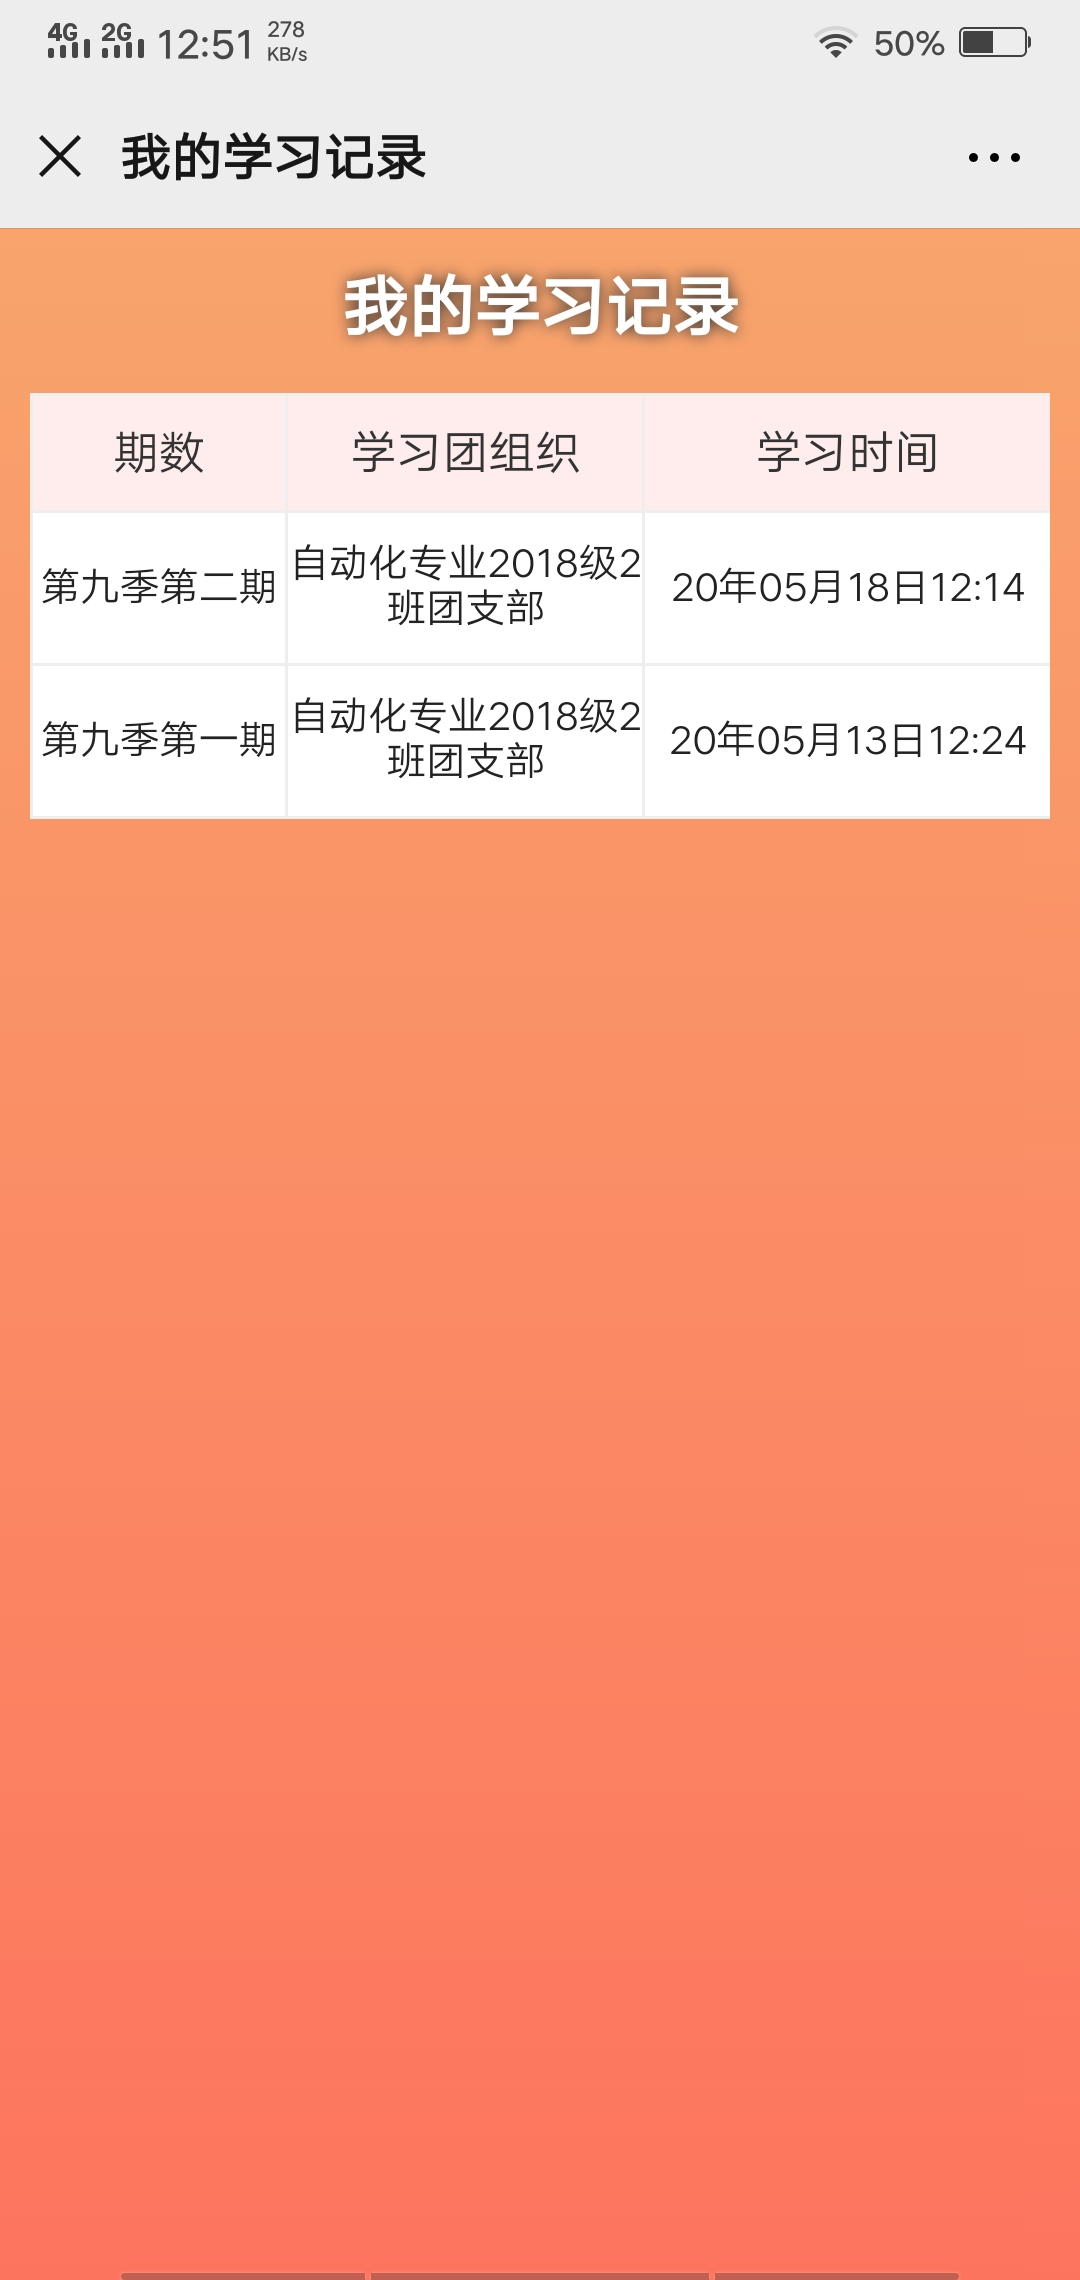 4G 2G 12:51 278 KB/s 50%
我的学习记录
我的学习记录
期数 学习团组织 学习时间
第九季第二期 自动化专业2018级2 20年05月18日12:14
班团支部
第九季第一期 自动化专业2018级2 20年05月13日12:24
班团支部